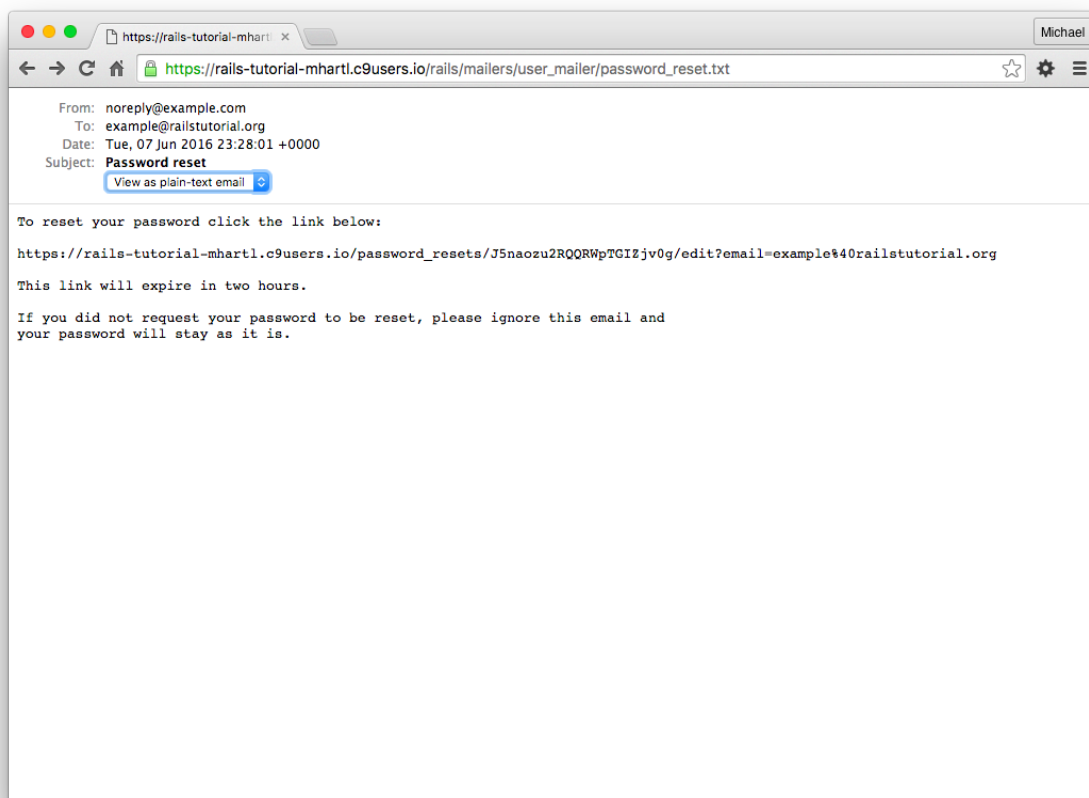 https://rails-tutorial-mhartl
Michael
https://rails-tutorial-mhartl.c9users.io/rails/mailers/user_mailer/password_reset.txt
From: noreply@example.com
To: example@railstutorial.org
Date: Tue, 07 Jun 2016 23:28:01 +0000
Subject: Password reset
View as plain-text email
To reset your password click the link below:
https://rails-tutorial-mhartl.c9users.io/password_resets/J5naozu2RQQRWpTGIZjv0g/edit?email=example%40railstutorial.org
This link will expire in two hours.
If you did not request your password to be reset, please ignore this email and
your password will stay as it is.